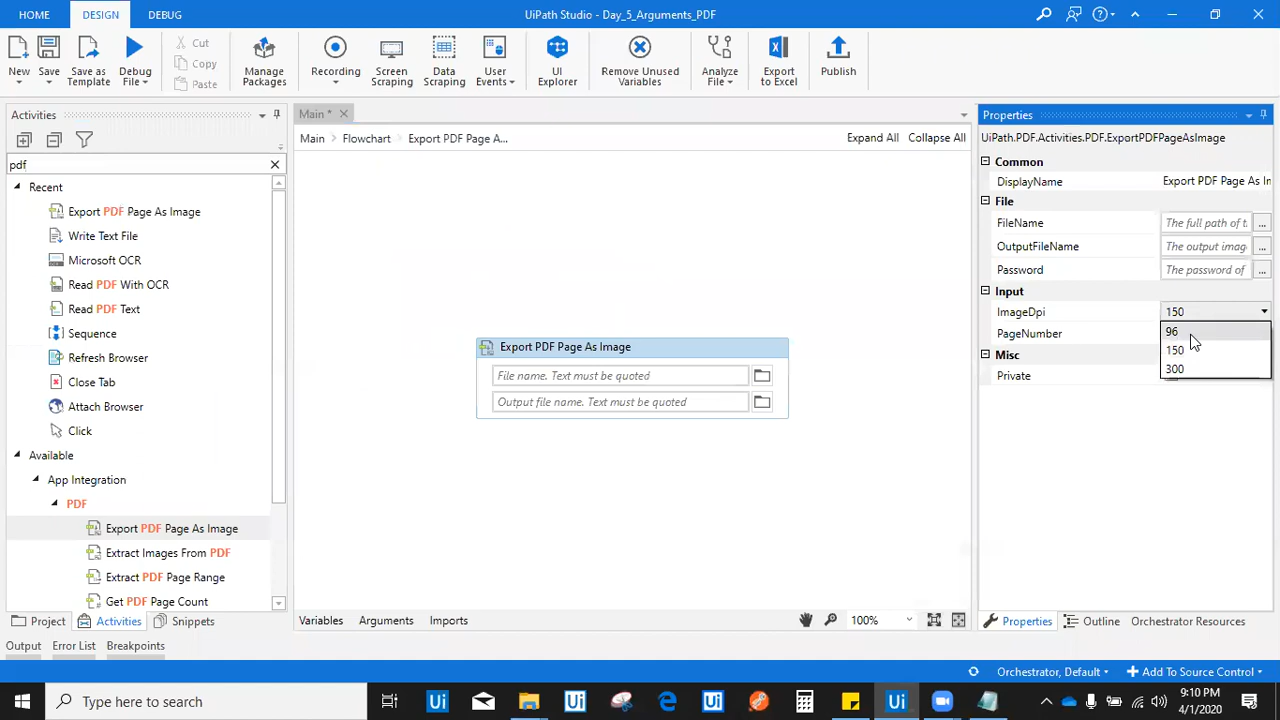 HOME
DESIGN
DEBUG
UiPath Studio - Day_5_Arguments_PDF
New
Save
Save as Template
Debug File
Cut
Copy
Paste
Manage Packages
Recording
Screen Scraping
Data Scraping
User Events
UI Explorer
Remove Unused Variables
Analyze File
Export to Excel
Publish
Activities
pdf
Recent
Export PDF Page As Image
Write Text File
Microsoft OCR
Read PDF With OCR
Read PDF Text
Sequence
Refresh Browser
Close Tab
Attach Browser
Click
Available
App Integration
PDF
Export PDF Page As Image
Extract Images From PDF
Extract PDF Page Range
Get PDF Page Count
Project
Activities
Snippets
Main *
Main
Flowchart
Export PDF Page A...
Expand All
Collapse All
Export PDF Page As Image
File name. Text must be quoted
Output file name. Text must be quoted
Variables
Arguments
Imports
100%
Properties
UiPath.PDF.Activities.PDF.ExportPDFPageAsImage
Common
DisplayName
Export PDF Page As In
File
FileName
The full path of t.
...
OutputFileName
The output imag
...
Password
The password of
...
Input
ImageDpi
150
PageNumber
96
150
300
Misc
Private
Properties
Outline
Orchestrator Resources
Output
Error List
Breakpoints
Orchestrator, Default
Add To Source Control
Type here to search
Ui
Ui
Ui
Ui
9:10 PM
4/1/2020